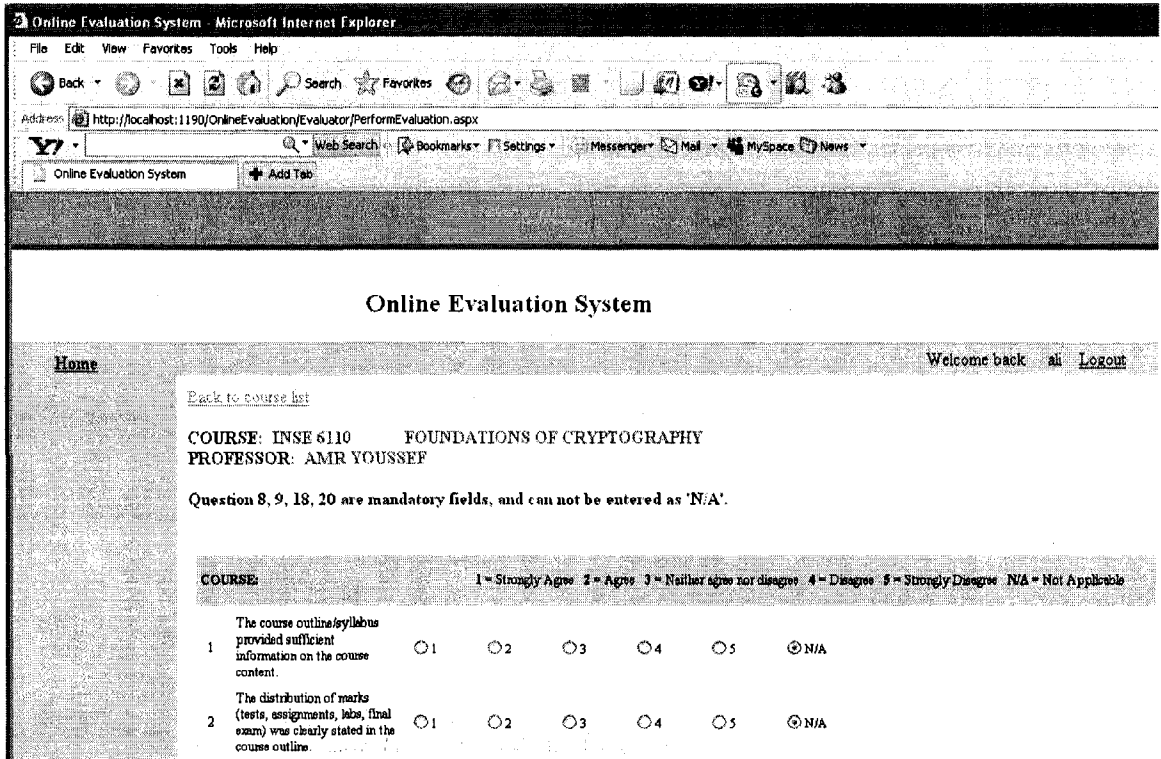 Online Evaluation System - Microsoft Internet Explorer
File Edit View Favorites Tools Help
Back Search Favorites
Address http://localhost:1190/OnlineEvaluation/Evaluator/PerformEvaluation.aspx
Y7 Web Search Bookmarks Settings Messenger Mail MySpace News
Online Evaluation System Add Tab
Online Evaluation System
Home Welcome back ali Logout
Back to course list
COURSE: INSE 6110 FOUNDATIONS OF CRYPTOGRAPHY
PROFESSOR: AMR YOUSSEF
Question 8, 9, 18, 20 are mandatory fields, and can not be entered as 'N/A'.
COURSE: 1 = Strongly Agree 2 = Agree 3 = Neither agree nor disagree 4 = Disagree 5 = Strongly Disagree N/A = Not Applicable
1 The course outline/syllabus provided sufficient information on the course content. 1 2 3 4 5 N/A
2 The distribution of marks (tests, assignments, labs, final exam) was clearly stated in the course outline. 1 2 3 4 5 N/A